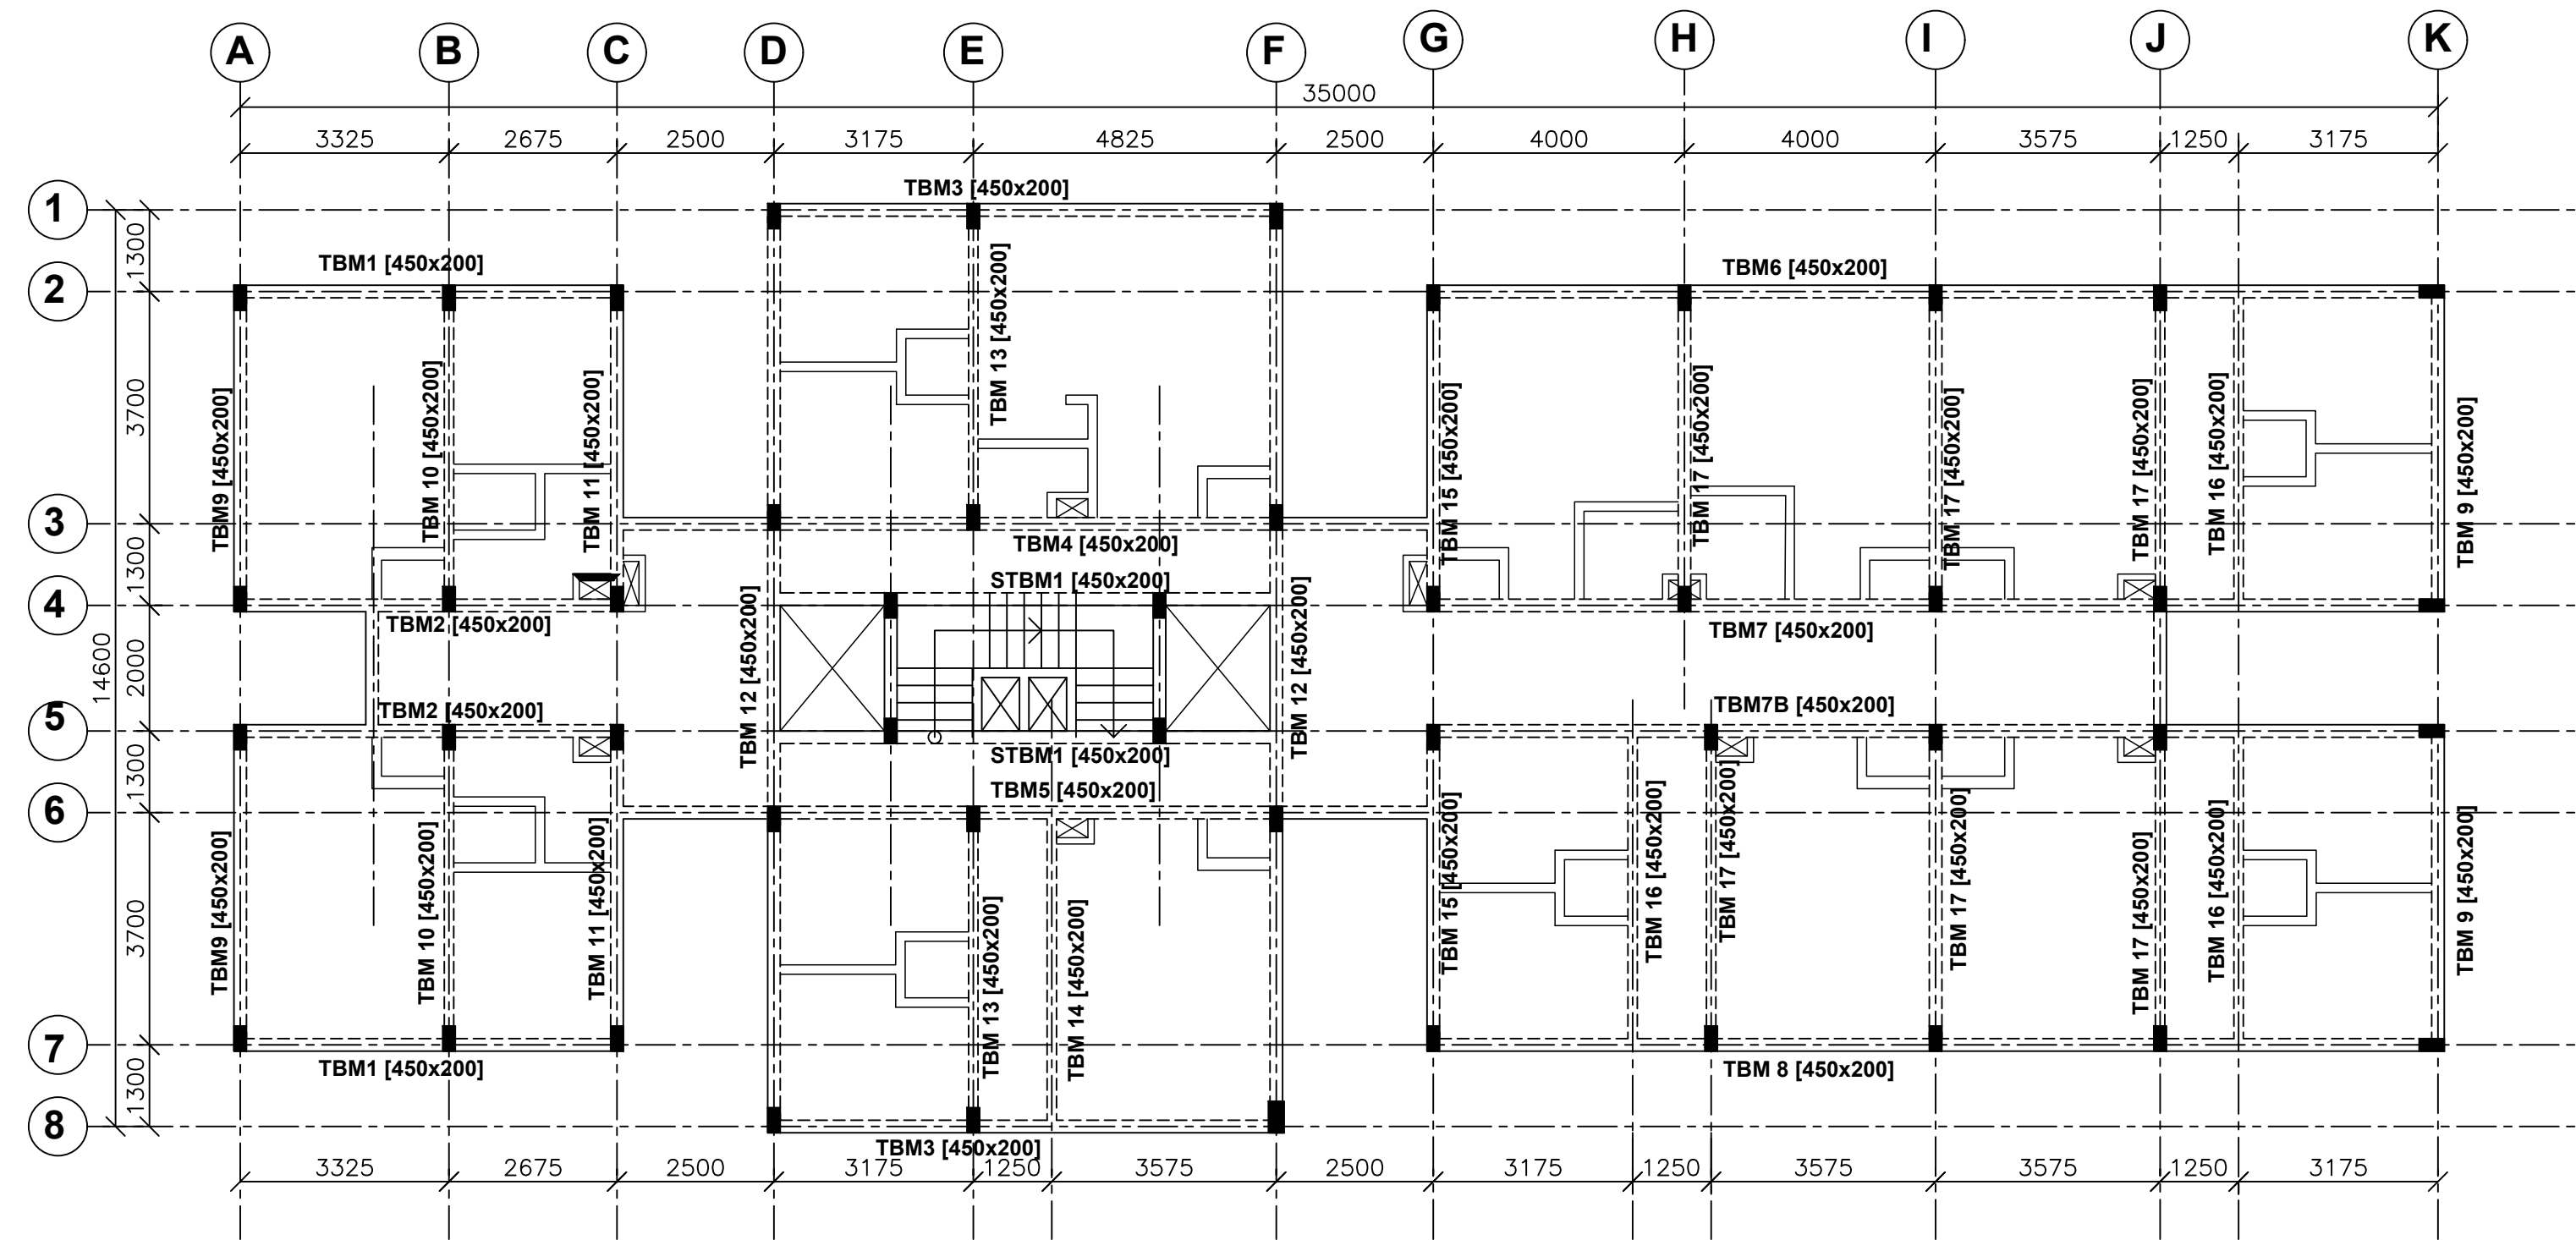 A B C D E F G H I J K
35000
3325 2675 2500 3175 4825 2500 4000 4000 3575 1250 3175
1
TBM3 [450x200]
1300
2
TBM1 [450x200]
TBM6 [450x200]
3700
TBM9 [450x200]
TBM 10 [450x200]
TBM 11 [450x200]
TBM 13 [450x200]
TBM 15 [450x200]
TBM 17 [450x200]
TBM 17 [450x200]
TBM 17 [450x200]
TBM 16 [450x200]
TBM 9 [450x200]
3
TBM4 [450x200]
1300
STBM1 [450x200]
4
TBM2 [450x200]
TBM7 [450x200]
14600
2000
TBM 12 [450x200]
TBM 12 [450x200]
TBM2 [450x200]
TBM7B [450x200]
5
STBM1 [450x200]
1300
TBM5 [450x200]
6
3700
TBM9 [450x200]
TBM 10 [450x200]
TBM 11 [450x200]
TBM 13 [450x200]
TBM 14 [450x200]
TBM 15 [450x200]
TBM 16 [450x200]
TBM 17 [450x200]
TBM 17 [450x200]
TBM 17 [450x200]
TBM 16 [450x200]
TBM 9 [450x200]
7
TBM1 [450x200]
TBM 8 [450x200]
1300
8
TBM3 [450x200]
3325 2675 2500 3175 1250 3575 2500 3175 1250 3575 3575 1250 3175